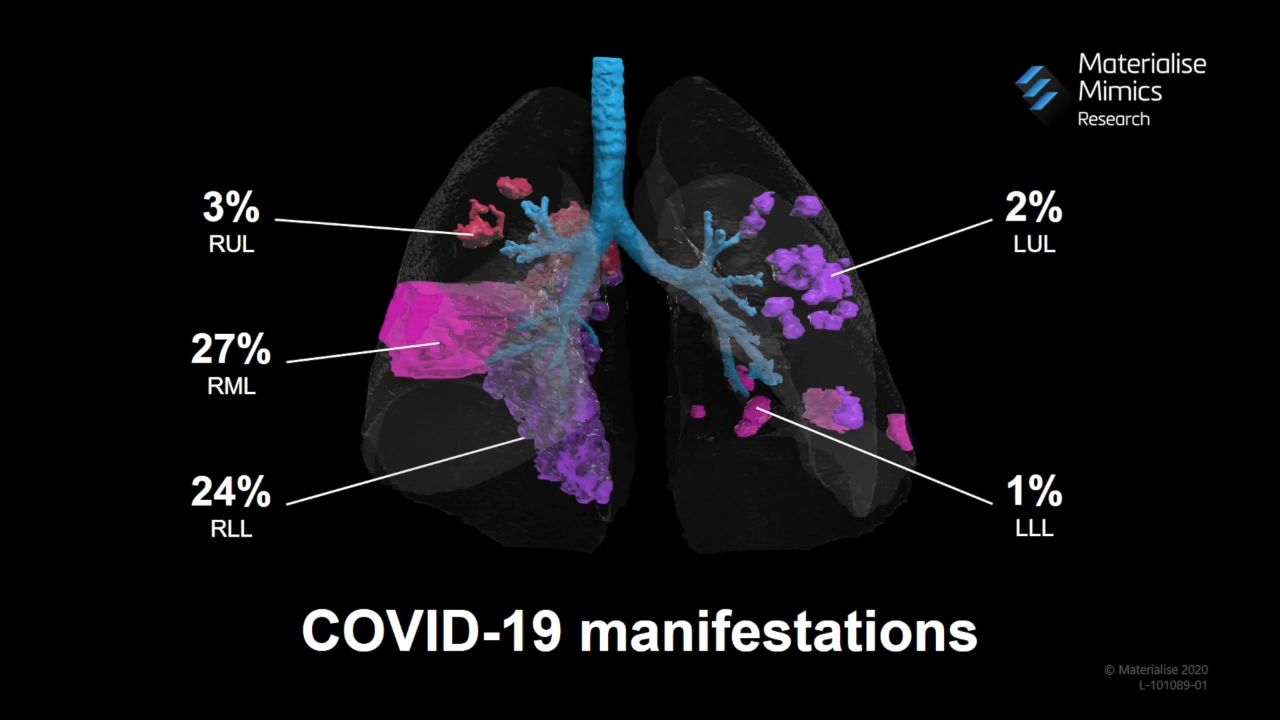 Materialise
Mimics
Research
3%
RUL
2%
LUL
27%
RML
24%
RLL
1%
LLL
COVID-19 manifestations
© Materialise 2020
L-101089-01